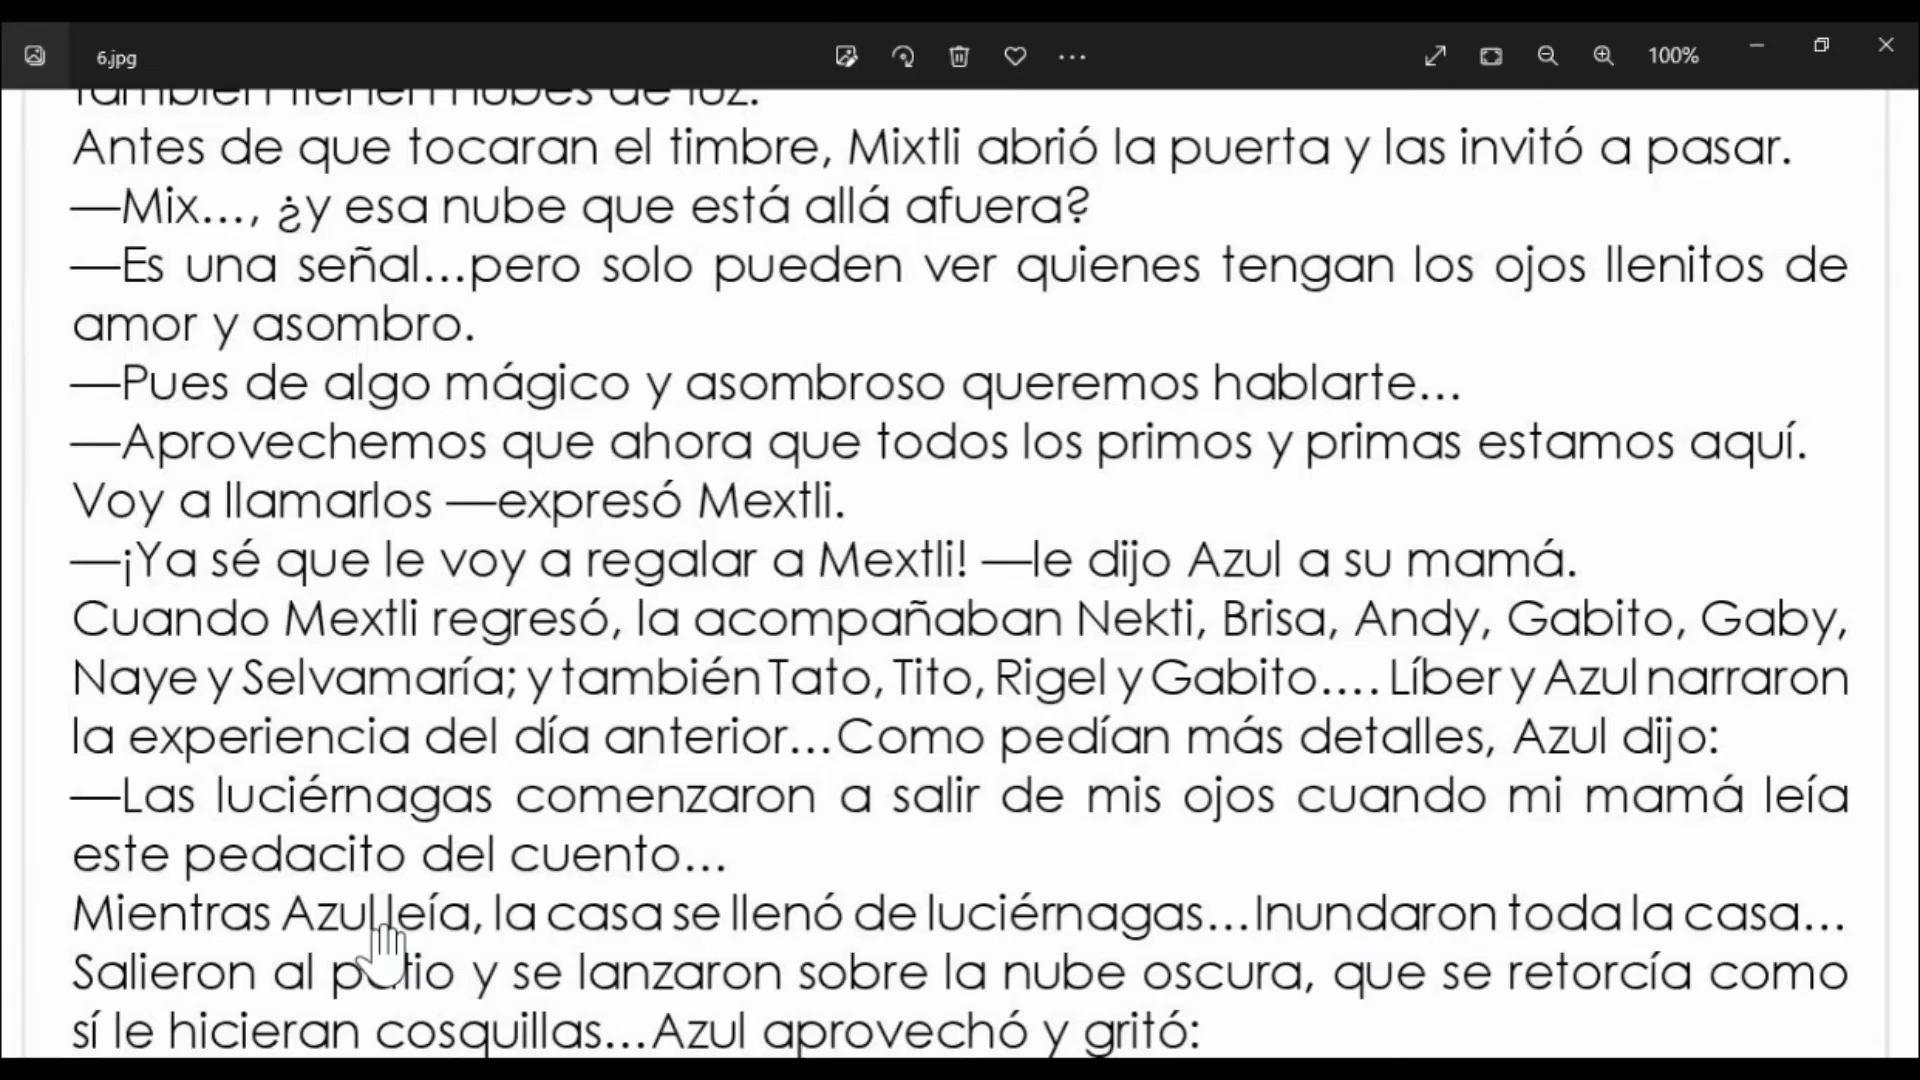 6.jpg
100%
también tienen nubes de luz.
Antes de que tocaran el timbre, Mixtli abrió la puerta y las invitó a pasar.
—Mix..., ¿y esa nube que está allá afuera?
—Es una señal...pero solo pueden ver quienes tengan los ojos llenitos de
amor y asombro.
—Pues de algo mágico y asombroso queremos hablarte...
—Aprovechemos que ahora que todos los primos y primas estamos aquí.
Voy a llamarlos —expresó Mextli.
—¡Ya sé que le voy a regalar a Mextli! —le dijo Azul a su mamá.
Cuando Mextli regresó, la acompañaban Nekti, Brisa, Andy, Gabito, Gaby,
Naye y Selvamaría; y también Tato, Tito, Rigel y Gabito.... Líber y Azul narraron
la experiencia del día anterior...Como pedían más detalles, Azul dijo:
—Las luciérnagas comenzaron a salir de mis ojos cuando mi mamá leía
este pedacito del cuento...
Mientras Azul leía, la casa se llenó de luciérnagas...Inundaron toda la casa...
Salieron al patio y se lanzaron sobre la nube oscura, que se retorcía como
sí le hicieran cosquillas...Azul aprovechó y gritó: